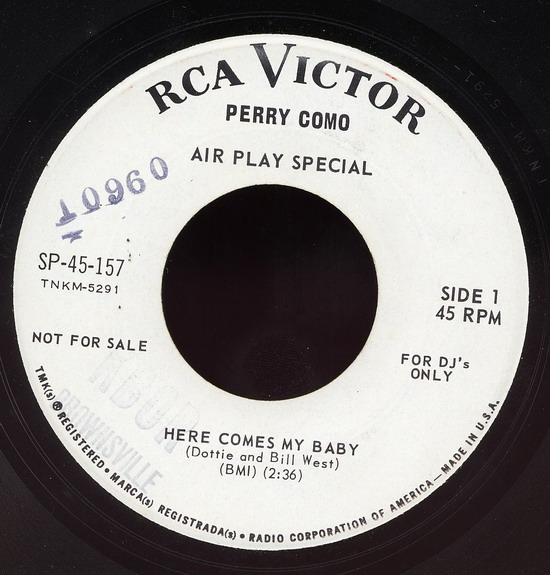 RCA VICTOR
PERRY COMO
AIR PLAY SPECIAL
10960
SP-45-157
TNKM-5291
SIDE 1
45 RPM
NOT FOR SALE
FOR DJ's
ONLY
BROWNSVILLE
HERE COMES MY BABY
(Dottie and Bill West)
(BMI) (2:36)
TMK(s) ® REGISTERED • MARCA(s) REGISTRADA(s) • RADIO CORPORATION OF AMERICA—MADE IN U.S.A.